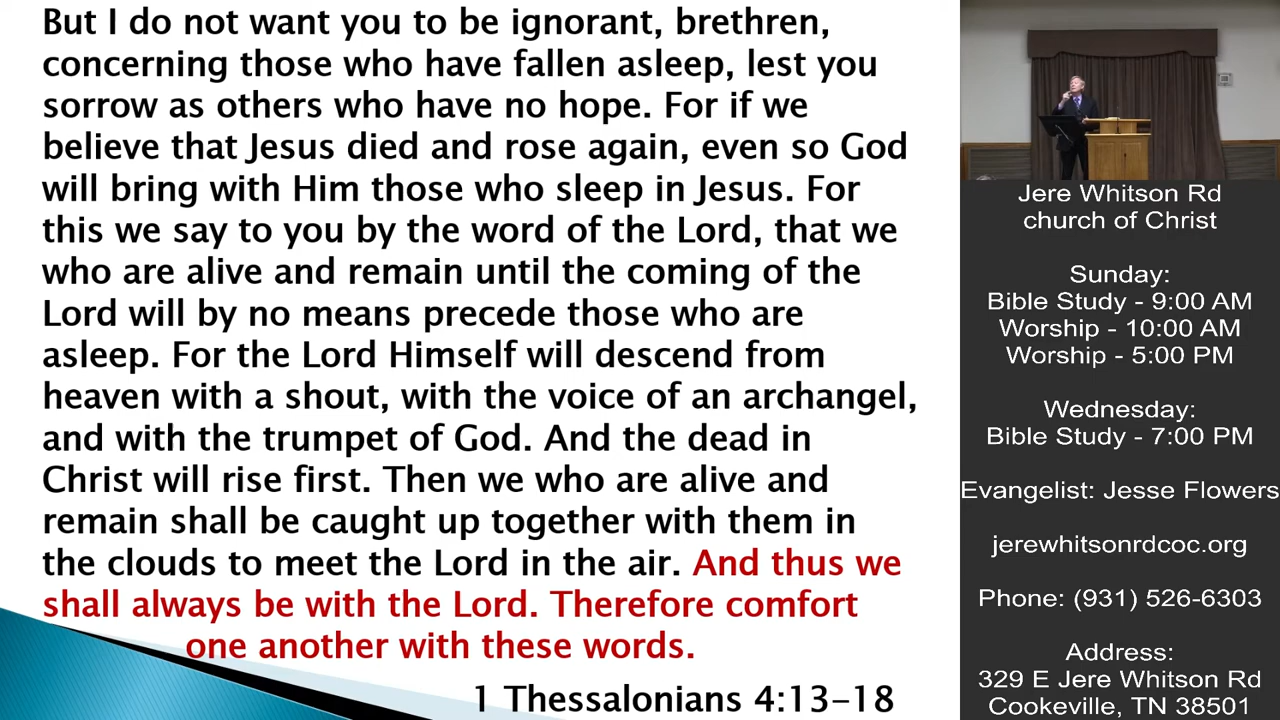 But I do not want you to be ignorant, brethren,
concerning those who have fallen asleep, lest you
sorrow as others who have no hope. For if we
believe that Jesus died and rose again, even so God
will bring with Him those who sleep in Jesus. For
this we say to you by the word of the Lord, that we
who are alive and remain until the coming of the
Lord will by no means precede those who are
asleep. For the Lord Himself will descend from
heaven with a shout, with the voice of an archangel,
and with the trumpet of God. And the dead in
Christ will rise first. Then we who are alive and
remain shall be caught up together with them in
the clouds to meet the Lord in the air. And thus we
shall always be with the Lord. Therefore comfort
one another with these words.
1 Thessalonians 4:13-18
Jere Whitson Rd
church of Christ
Sunday:
Bible Study - 9:00 AM
Worship - 10:00 AM
Worship - 5:00 PM
Wednesday:
Bible Study - 7:00 PM
Evangelist: Jesse Flowers
jerewhitsonrdcoc.org
Phone: (931) 526-6303
Address:
329 E Jere Whitson Rd
Cookeville, TN 38501